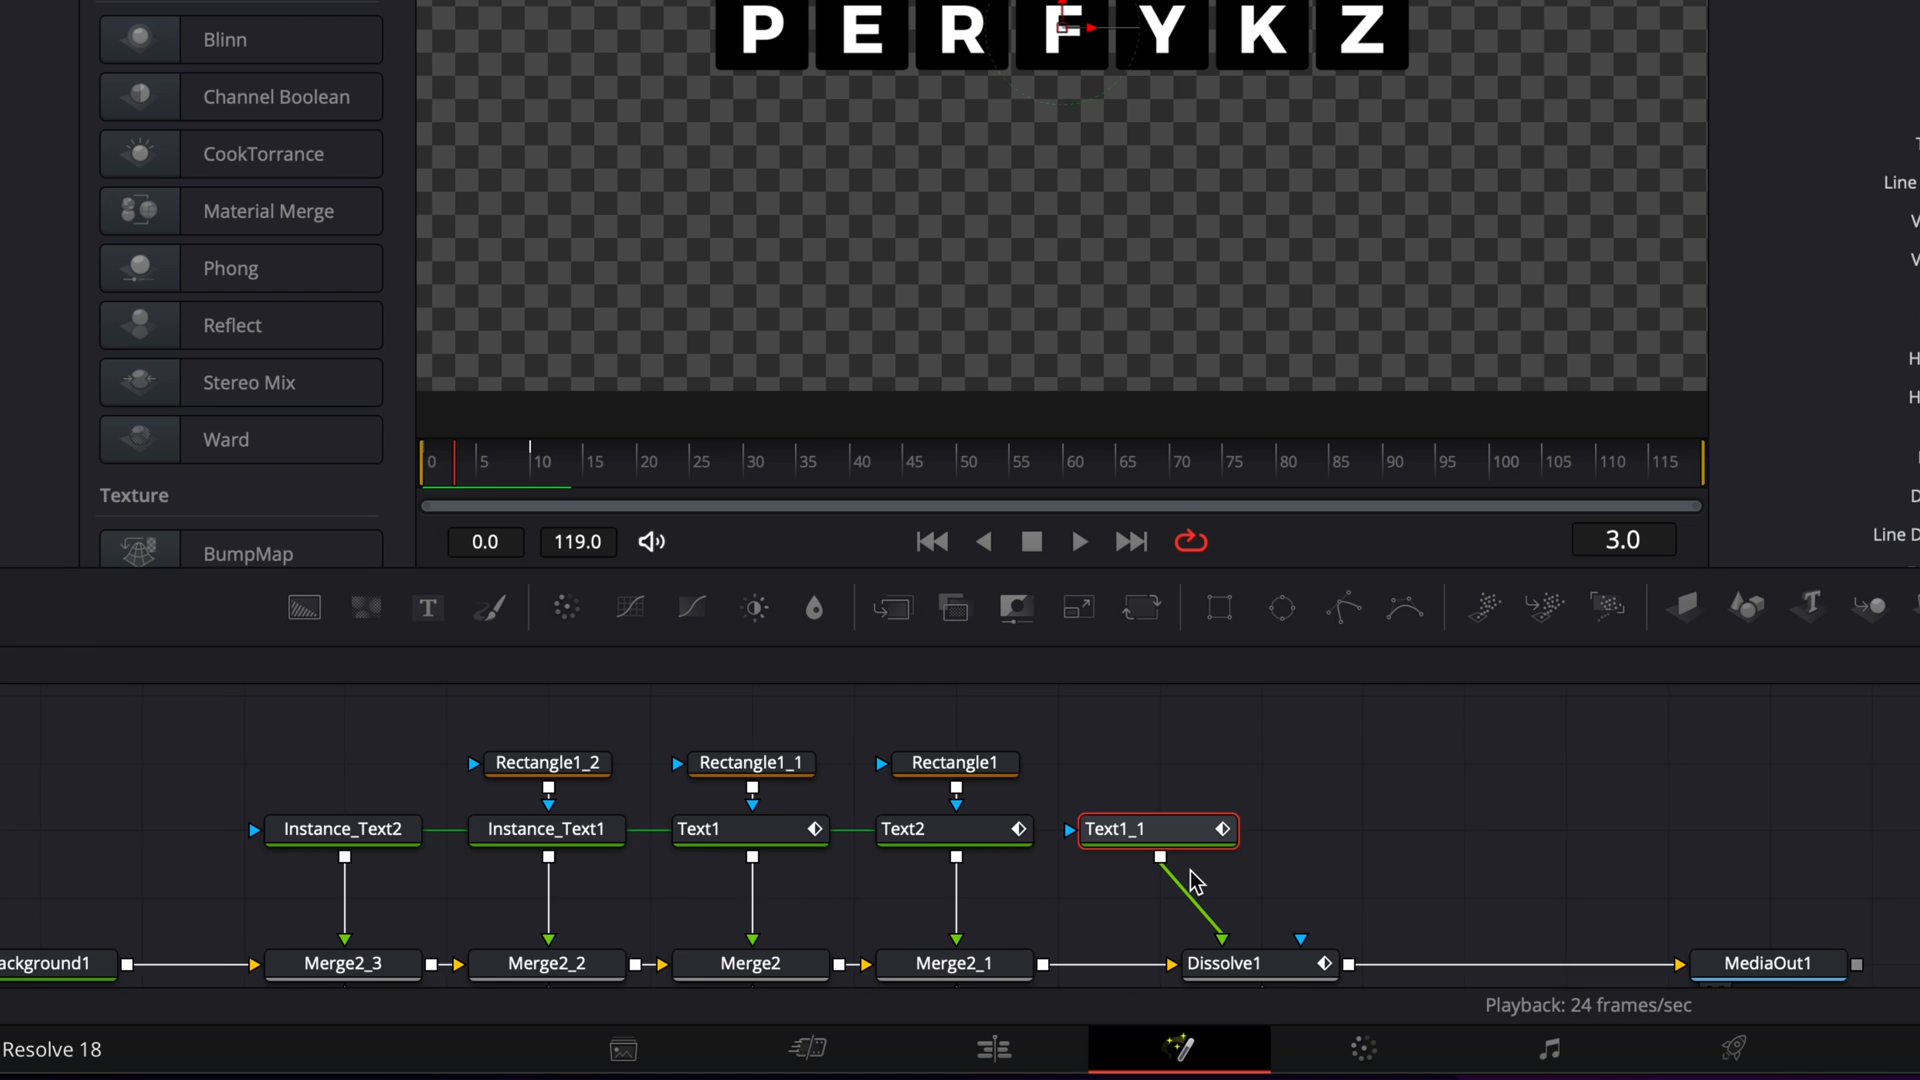 P E R F Y K Z
Blinn
Channel Boolean
CookTorrance
Material Merge
Phong
Reflect
Stereo Mix
Ward
Texture
BumpMap
Line
Line D
0 5 10 15 20 25 30 35 40 45 50 55 60 65 70 75 80 85 90 95 100 105 110 115
0.0 119.0 3.0
Rectangle1_2 Rectangle1_1 Rectangle1
Instance_Text2 Instance_Text1 Text1 Text2 Text1_1
ackground1 Merge2_3 Merge2_2 Merge2 Merge2_1 Dissolve1 MediaOut1
Playback: 24 frames/sec
Resolve 18